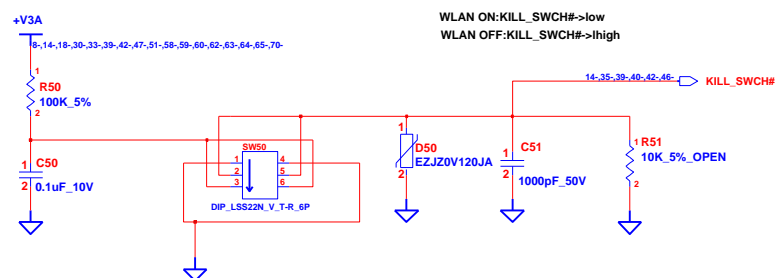 WLAN ON:KILL_SWCH#->low
+V3A
WLAN OFF:KILL_SWCH#->lhigh
8-,14-,18-,30-,33-,39-,42-,47-,51-,58-,59-,60-,62-,63-,64-,65-,70-
1
R50
100K_5%
2
14-,35-,39-,40-,42-,46-
KILL_SWCH#
1
C50
2
0.1uF_10V
SW50
1
2
3
4
5
6
DIP_LSS22N_V_T-R_6P
1
D50
EZJZ0V120JA
2
1
C51
2
1000pF_50V
1
R51
10K_5%_OPEN
2